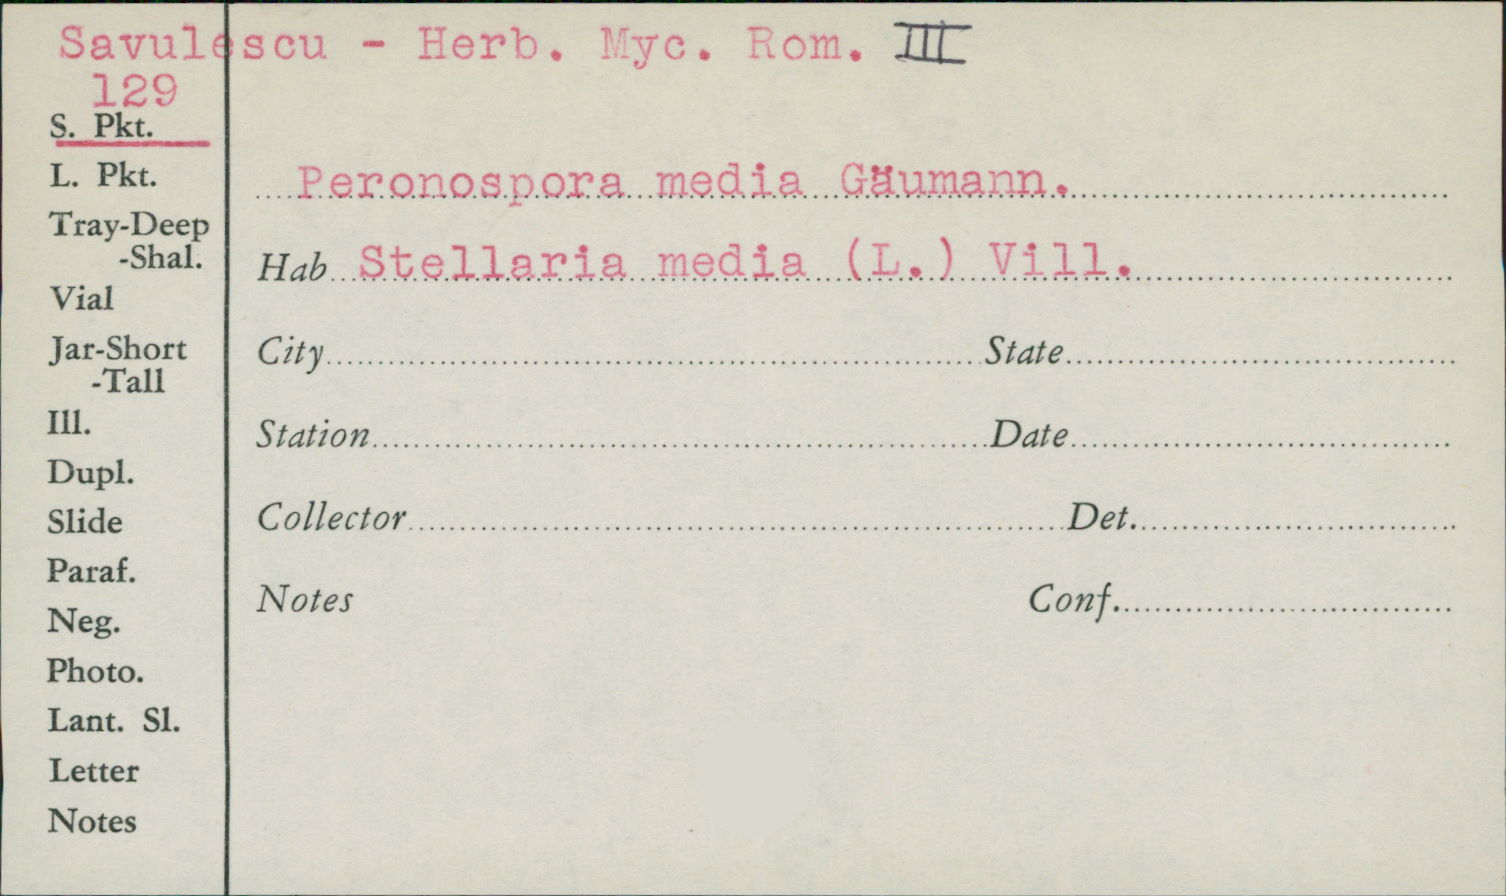 Savulescu - Herb. Myc. Rom. III
129
S. Pkt.
L. Pkt.
Tray-Deep
-Shal.
Vial
Jar-Short
-Tall
Ill.
Dupl.
Slide
Paraf.
Neg.
Photo.
Lant. Sl.
Letter
Notes
Peronospora media Gäumann.
Hab Stellaria media (L.) Vill.
City State
Station Date
Collector Det.
Notes Conf.